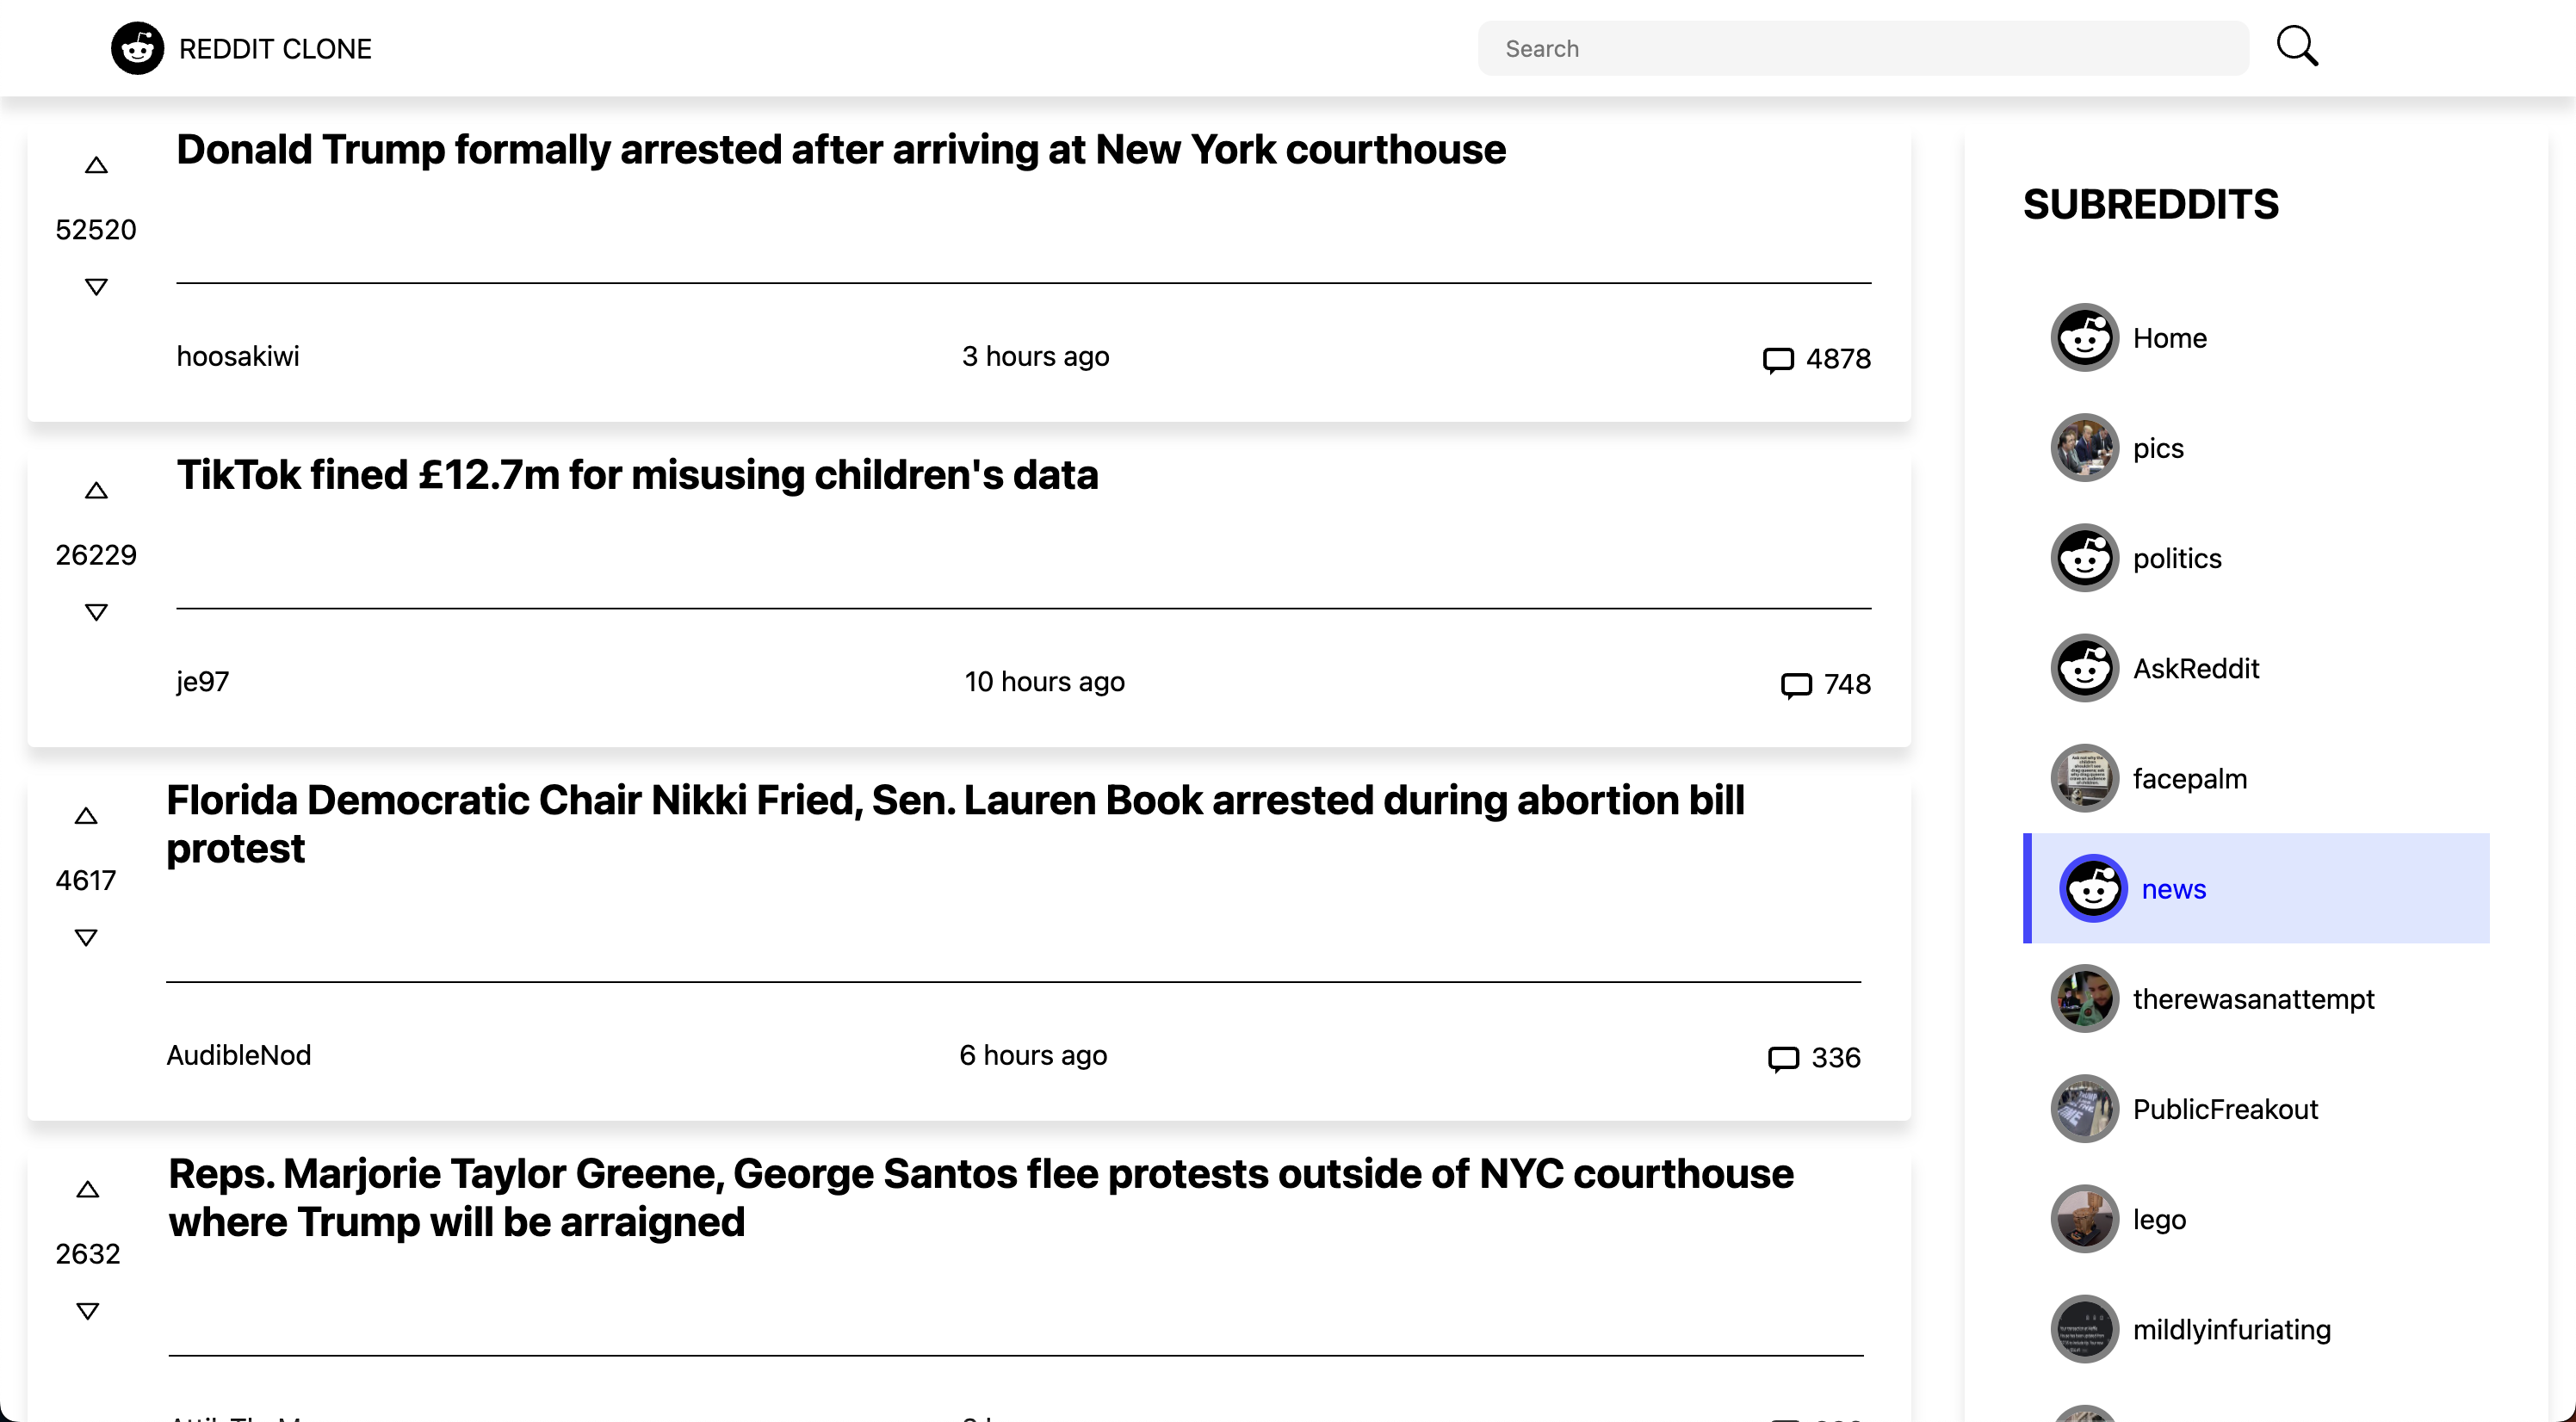 REDDIT CLONE
Search
Donald Trump formally arrested after arriving at New York courthouse
52520
hoosakiwi
3 hours ago
4878
TikTok fined £12.7m for misusing children's data
26229
je97
10 hours ago
748
Florida Democratic Chair Nikki Fried, Sen. Lauren Book arrested during abortion bill
protest
4617
AudibleNod
6 hours ago
336
Reps. Marjorie Taylor Greene, George Santos flee protests outside of NYC courthouse
where Trump will be arraigned
2632
SUBREDDITS
Home
pics
politics
AskReddit
facepalm
news
therewasanattempt
PublicFreakout
lego
mildlyinfuriating